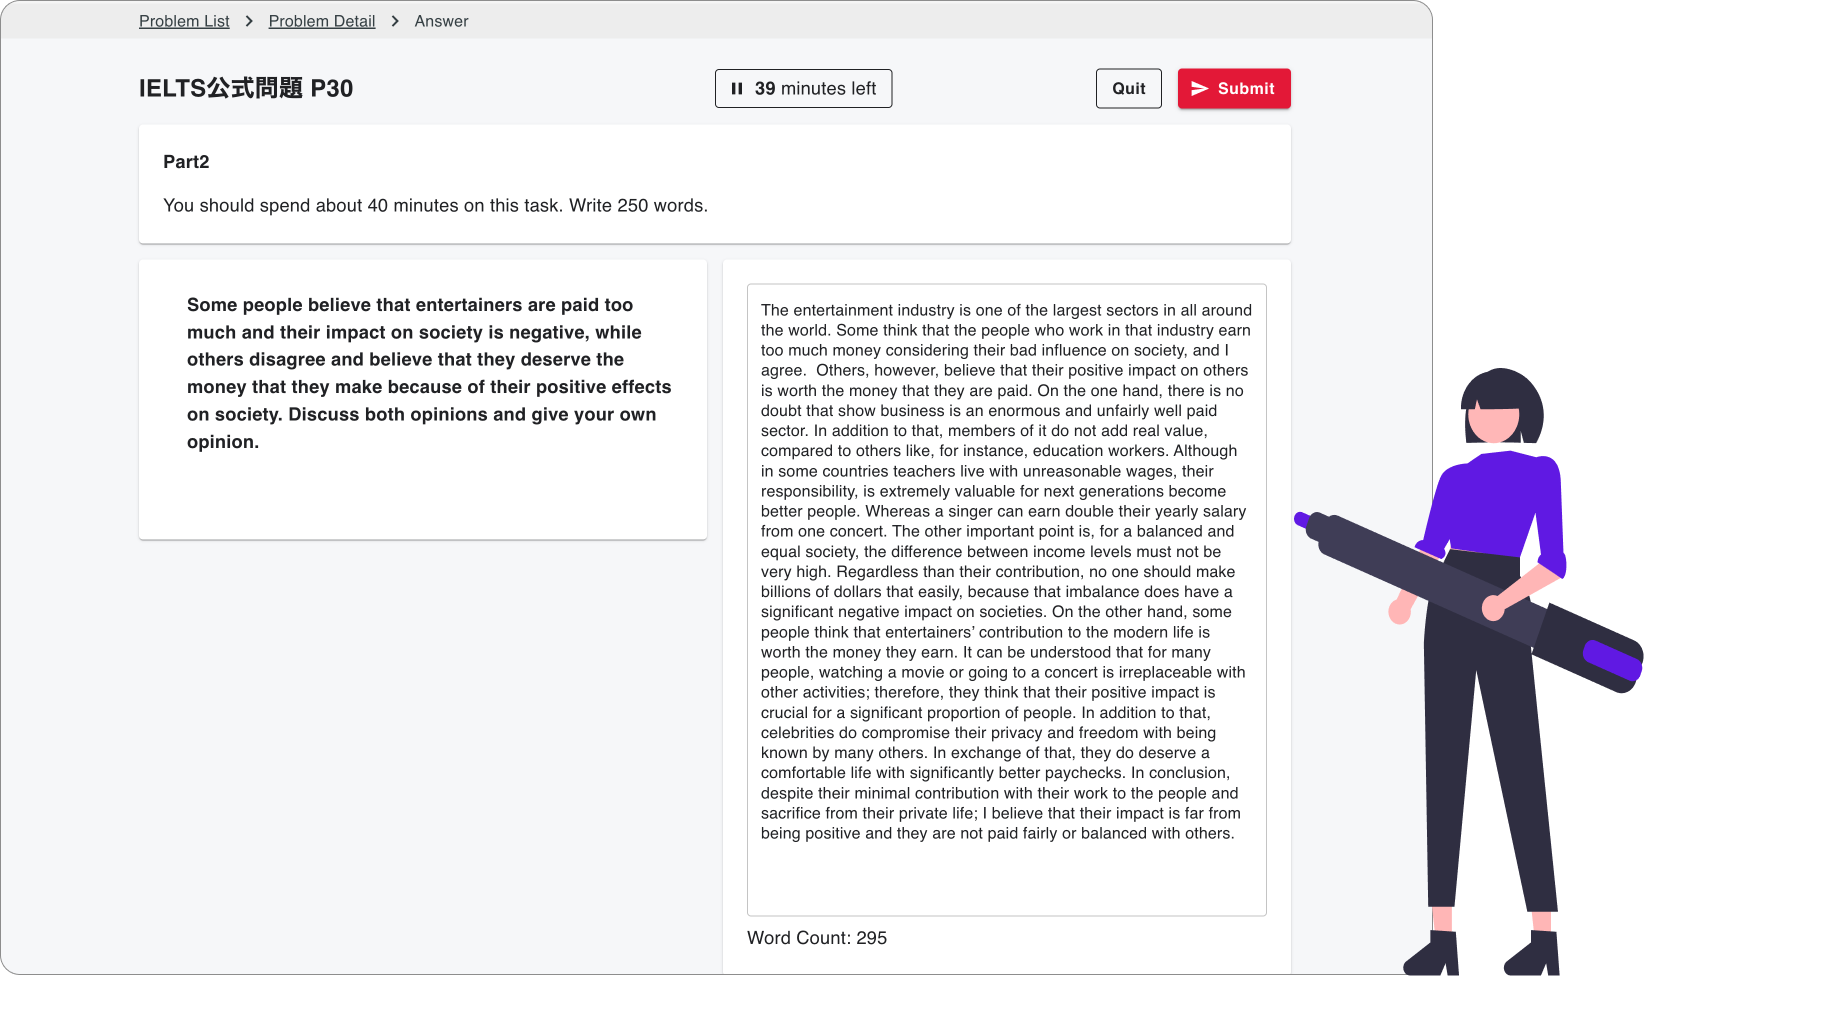 Problem List > Problem Detail > Answer
IELTS公式問題 P30
39 minutes left
Quit
Submit
Part2
You should spend about 40 minutes on this task. Write 250 words.
Some people believe that entertainers are paid too
much and their impact on society is negative, while
others disagree and believe that they deserve the
money that they make because of their positive effects
on society. Discuss both opinions and give your own
opinion.
The entertainment industry is one of the largest sectors in all around
the world. Some think that the people who work in that industry earn
too much money considering their bad influence on society, and I
agree.  Others, however, believe that their positive impact on others
is worth the money that they are paid. On the one hand, there is no
doubt that show business is an enormous and unfairly well paid
sector. In addition to that, members of it do not add real value,
compared to others like, for instance, education workers. Although
in some countries teachers live with unreasonable wages, their
responsibility, is extremely valuable for next generations become
better people. Whereas a singer can earn double their yearly salary
from one concert. The other important point is, for a balanced and
equal society, the difference between income levels must not be
very high. Regardless than their contribution, no one should make
billions of dollars that easily, because that imbalance does have a
significant negative impact on societies. On the other hand, some
people think that entertainers’ contribution to the modern life is
worth the money they earn. It can be understood that for many
people, watching a movie or going to a concert is irreplaceable with
other activities; therefore, they think that their positive impact is
crucial for a significant proportion of people. In addition to that,
celebrities do compromise their privacy and freedom with being
known by many others. In exchange of that, they do deserve a
comfortable life with significantly better paychecks. In conclusion,
despite their minimal contribution with their work to the people and
sacrifice from their private life; I believe that their impact is far from
being positive and they are not paid fairly or balanced with others.
Word Count: 295